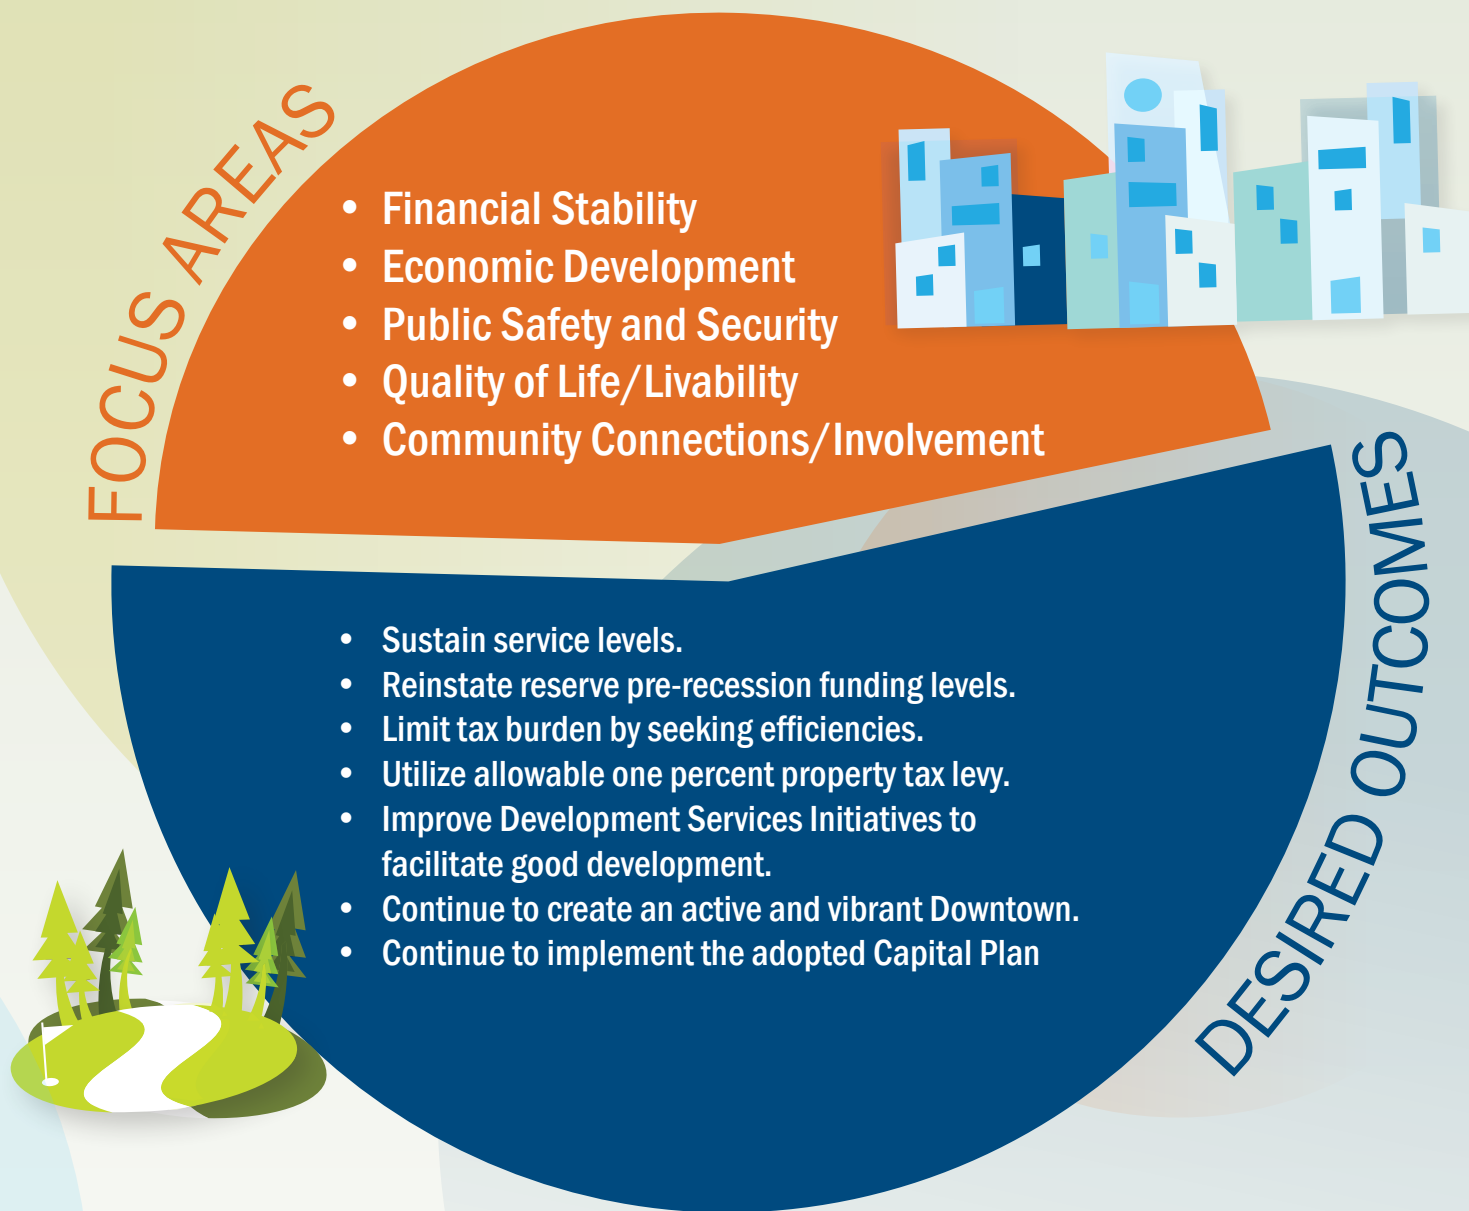 FOCUS AREAS
• Financial Stability
• Economic Development
• Public Safety and Security
• Quality of Life/Livability
• Community Connections/Involvement
DESIRED OUTCOMES
• Sustain service levels.
• Reinstate reserve pre-recession funding levels.
• Limit tax burden by seeking efficiencies.
• Utilize allowable one percent property tax levy.
• Improve Development Services Initiatives to
facilitate good development.
• Continue to create an active and vibrant Downtown.
• Continue to implement the adopted Capital Plan